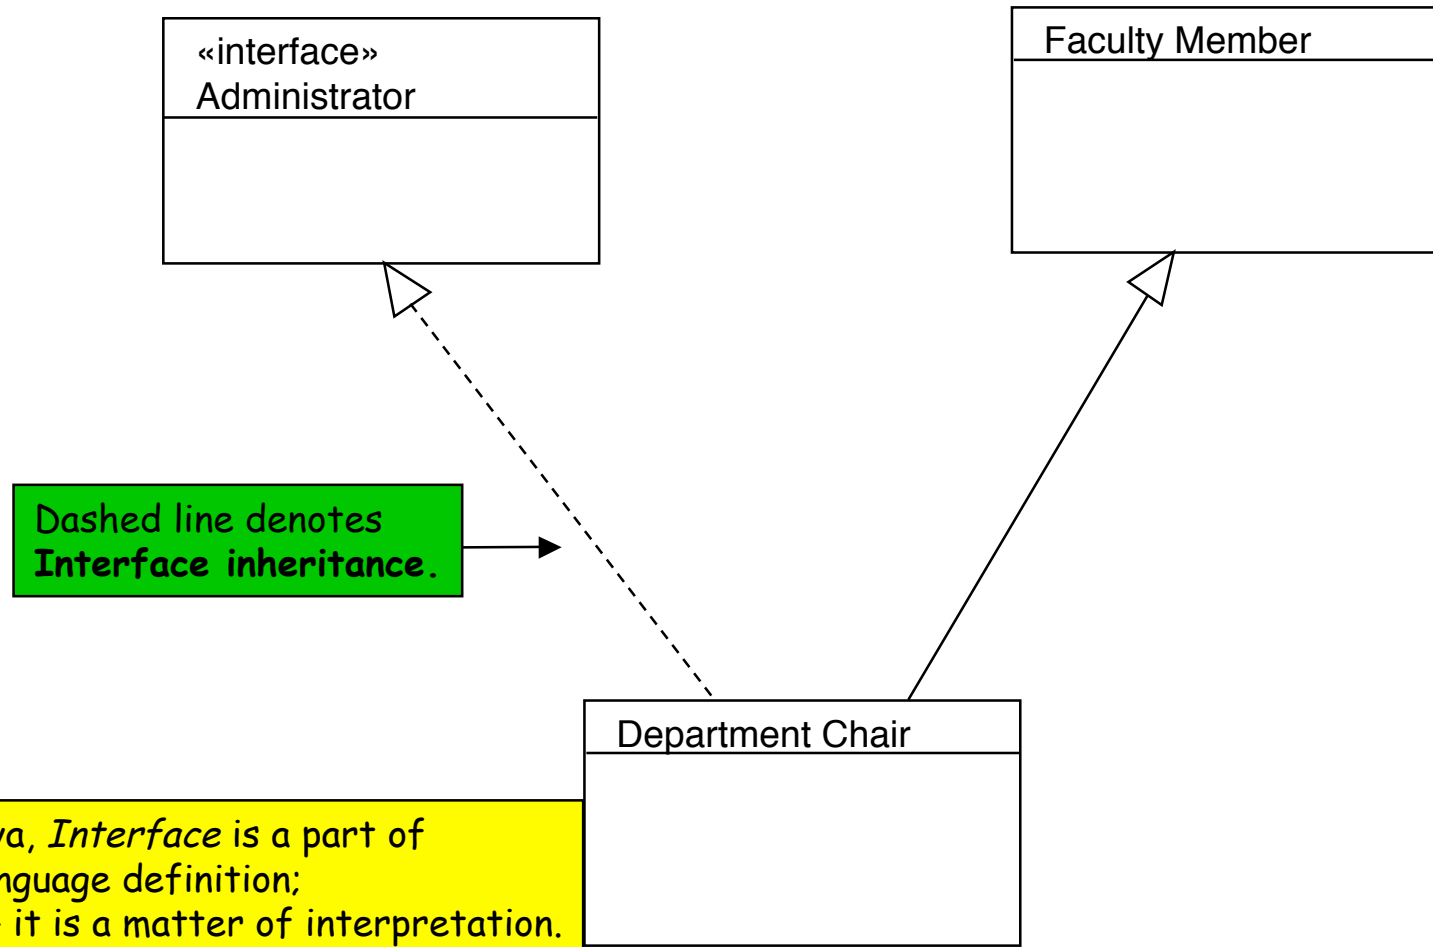 «interface»
Administrator
Faculty Member
Dashed line denotes
Interface inheritance.
Department Chair
Interface is a part of
definition;
it is a matter of interpretation.